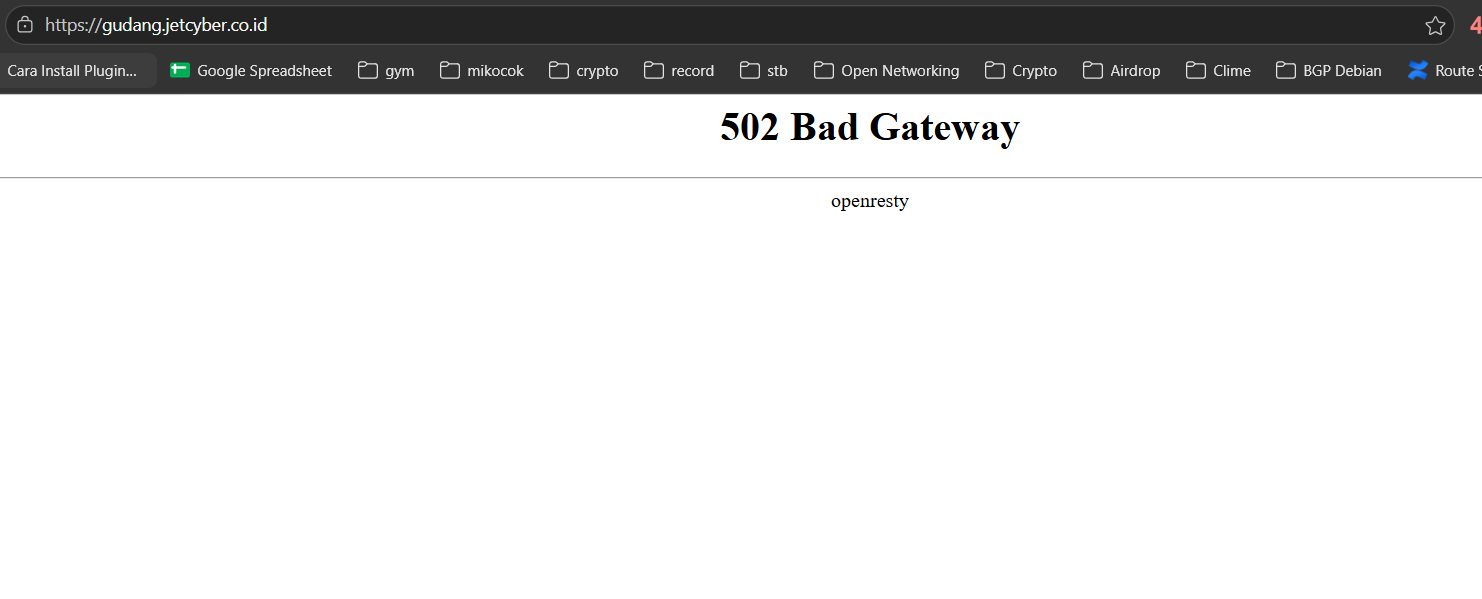 https://gudang.jetcyber.co.id
Cara Install Plugin... Google Spreadsheet gym mikocok crypto record stb Open Networking Crypto Airdrop Clime BGP Debian Route
502 Bad Gateway
openresty